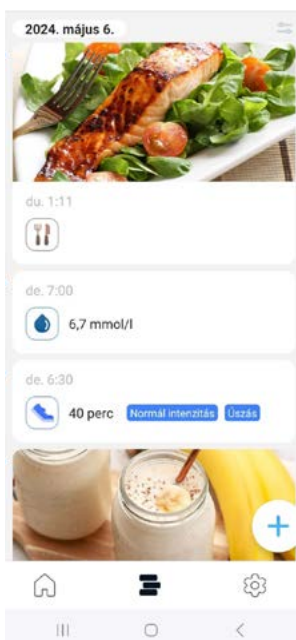 2024. május 6.
du. 1:11
de. 7:00
6,7 mmol/l
de. 6:30
40 perc Normál intenzitás Úszás